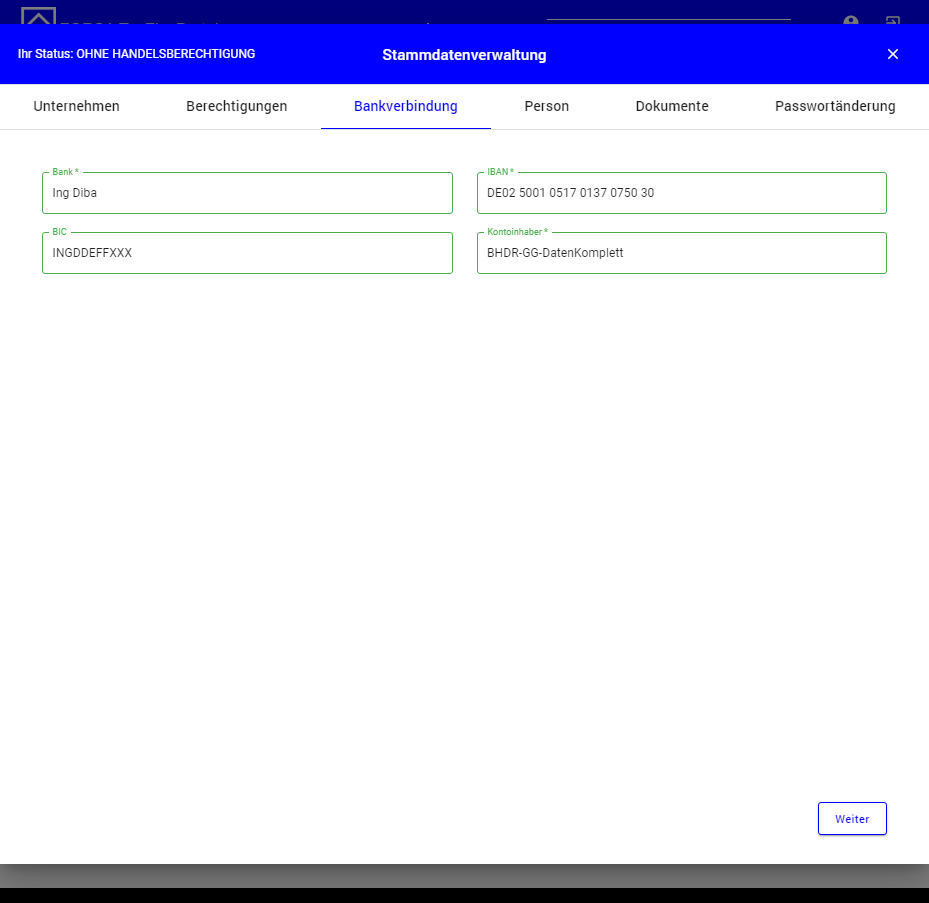 Ihr Status: OHNE HANDELSBERECHTIGUNG
Stammdatenverwaltung
Unternehmen
Berechtigungen
Bankverbindung
Person
Dokumente
Passwortänderung
Bank *
Ing Diba
IBAN *
DE02 5001 0517 0137 0750 30
BIC
INGDDEFFXXX
Kontoinhaber *
BHDR-GG-DatenKomplett
Weiter